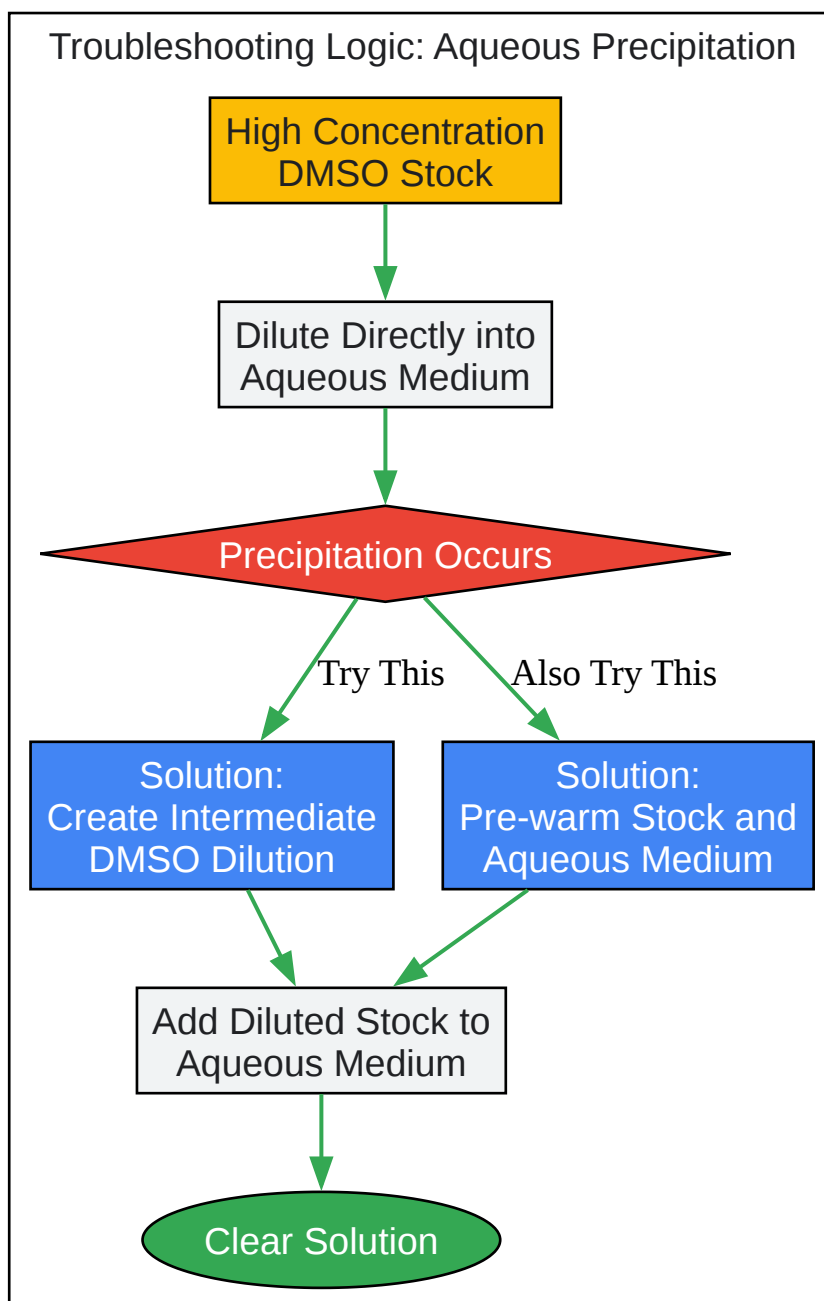 Troubleshooting Logic: Aqueous Precipitation
High Concentration
DMSO Stock
Dilute Directly into
Aqueous Medium
Precipitation Occurs
Try This
Also Try This
Solution:
Create Intermediate
DMSO Dilution
Solution:
Pre-warm Stock and
Aqueous Medium
Add Diluted Stock to
Aqueous Medium
Clear Solution